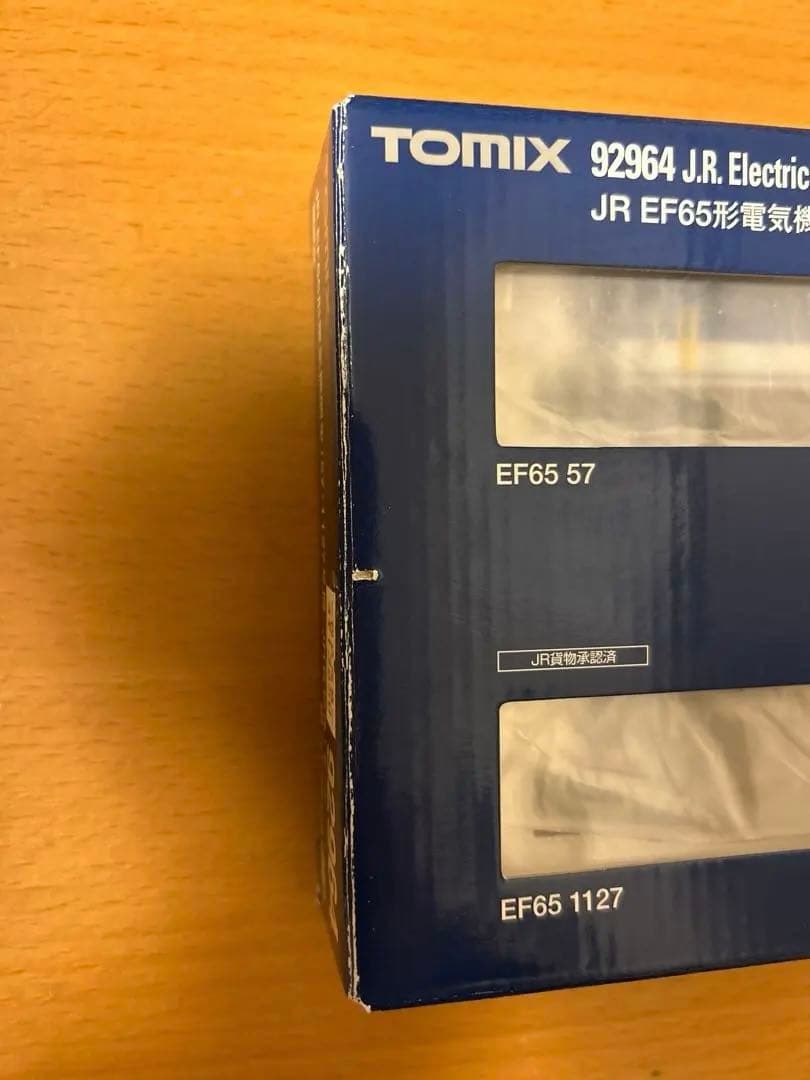 TOMIX 92964 J.R. Electric
JR EF65形電気機
EF65 57
JR貨物承認済
EF65 1127
92964